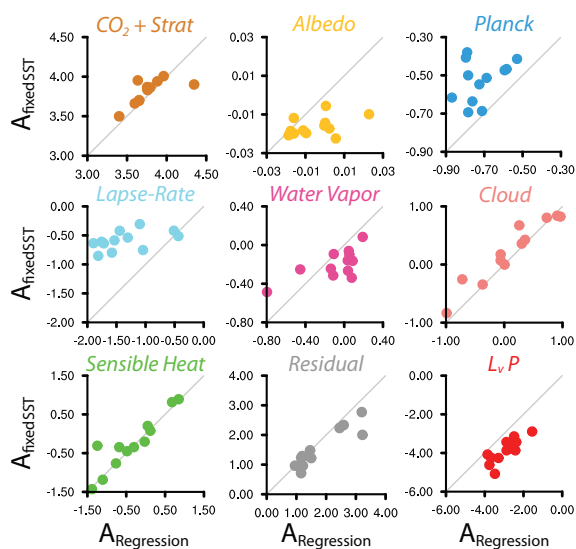 CO₂ + Strat
Albedo
Planck
A_fixedSST
4.50
4.00
3.50
3.00
3.00 3.50 4.00 4.50
0.03
0.01
-0.01
-0.03
-0.03 -0.01 0.01 0.03
-0.30
-0.50
-0.70
-0.90
-0.90 -0.70 -0.50 -0.30
Lapse-Rate
Water Vapor
Cloud
A_fixedSST
0.00
-0.50
-1.00
-1.50
-2.00
-2.00 -1.50 -1.00 -0.50 0.00
0.40
0.00
-0.40
-0.80
-0.80 -0.40 0.00 0.40
1.00
0.00
-1.00
-1.00 0.00 1.00
Sensible Heat
Residual
Lᵥ P
A_fixedSST
1.50
0.50
-0.50
-1.50
-1.50 -0.50 0.50 1.50
4.00
3.00
2.00
1.00
0.00
0.00 1.00 2.00 3.00 4.00
0.00
-2.00
-4.00
-6.00
-6.00 -4.00 -2.00 0.00
A_Regression
A_Regression
A_Regression